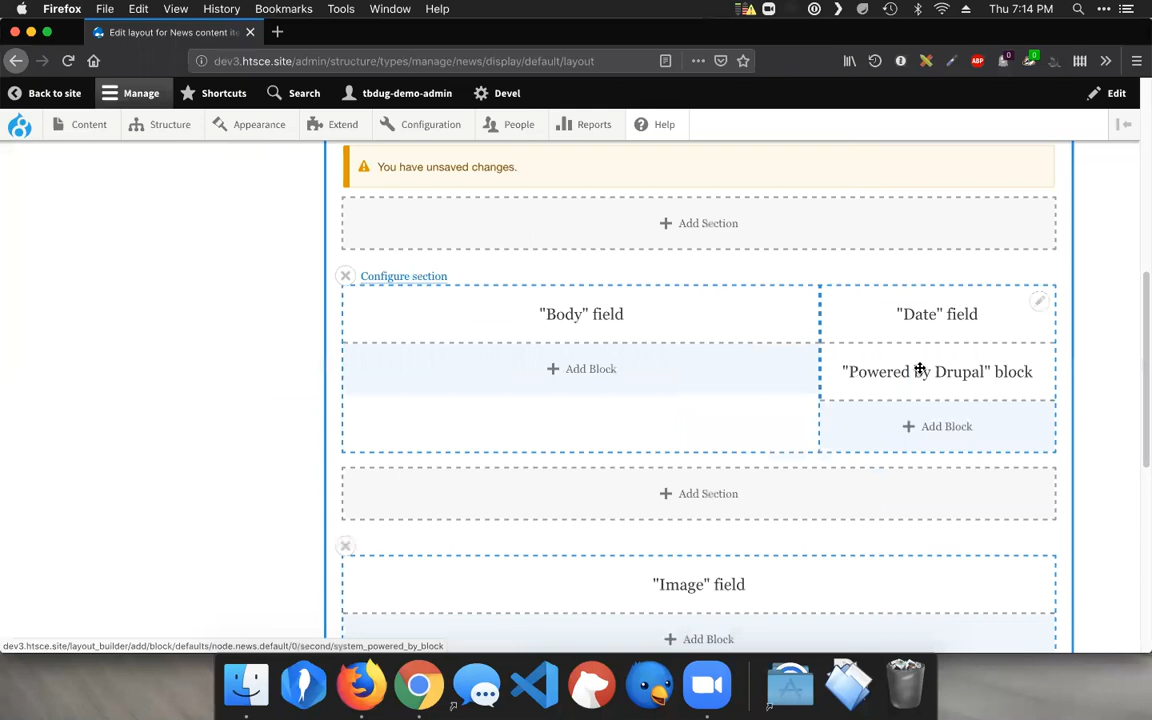 Firefox File Edit View History Bookmarks Tools Window Help Thu 7:14 PM
Edit layout for News content ite
dev3.htsce.site/admin/structure/types/manage/news/display/default/layout
ABP 0 0
Back to site Manage Shortcuts Search tbdug-demo-admin Devel Edit
Content Structure Appearance Extend Configuration People Reports Help
You have unsaved changes.
Add Section
Configure section
"Body" field "Date" field
Add Block "Powered by Drupal" block
Add Block
Add Section
"Image" field
Add Block
dev3.htsce.site/layout_builder/add/block/defaults/node.news.default/0/second/system_powered_by_block